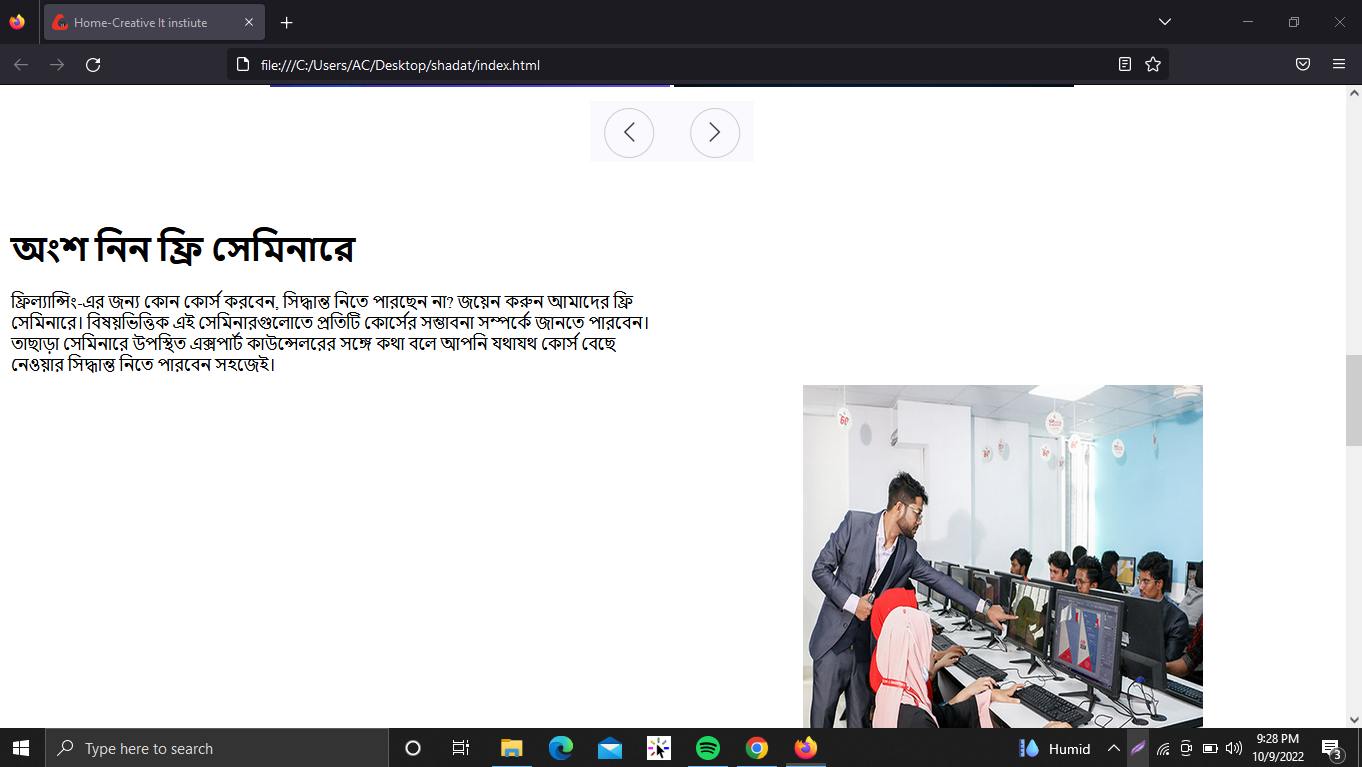 Home-Creative It instiute
file:///C:/Users/AC/Desktop/shadat/index.html
অংশ নিন ফ্রি সেমিনারে
ফ্রিল্যান্সিং-এর জন্য কোন কোর্স করবেন, সিদ্ধান্ত নিতে পারছেন না? জয়েন করুন আমাদের ফ্রি
সেমিনারে। বিষয়ভিত্তিক এই সেমিনারগুলোতে প্রতিটি কোর্সের সম্ভাবনা সম্পর্কে জানতে পারবেন।
তাছাড়া সেমিনারে উপস্থিত এক্সপার্ট কাউন্সেলরের সঙ্গে কথা বলে আপনি যথাযথ কোর্স বেছে
নেওয়ার সিদ্ধান্ত নিতে পারবেন সহজেই।
Type here to search
Humid
9:28 PM
10/9/2022
3